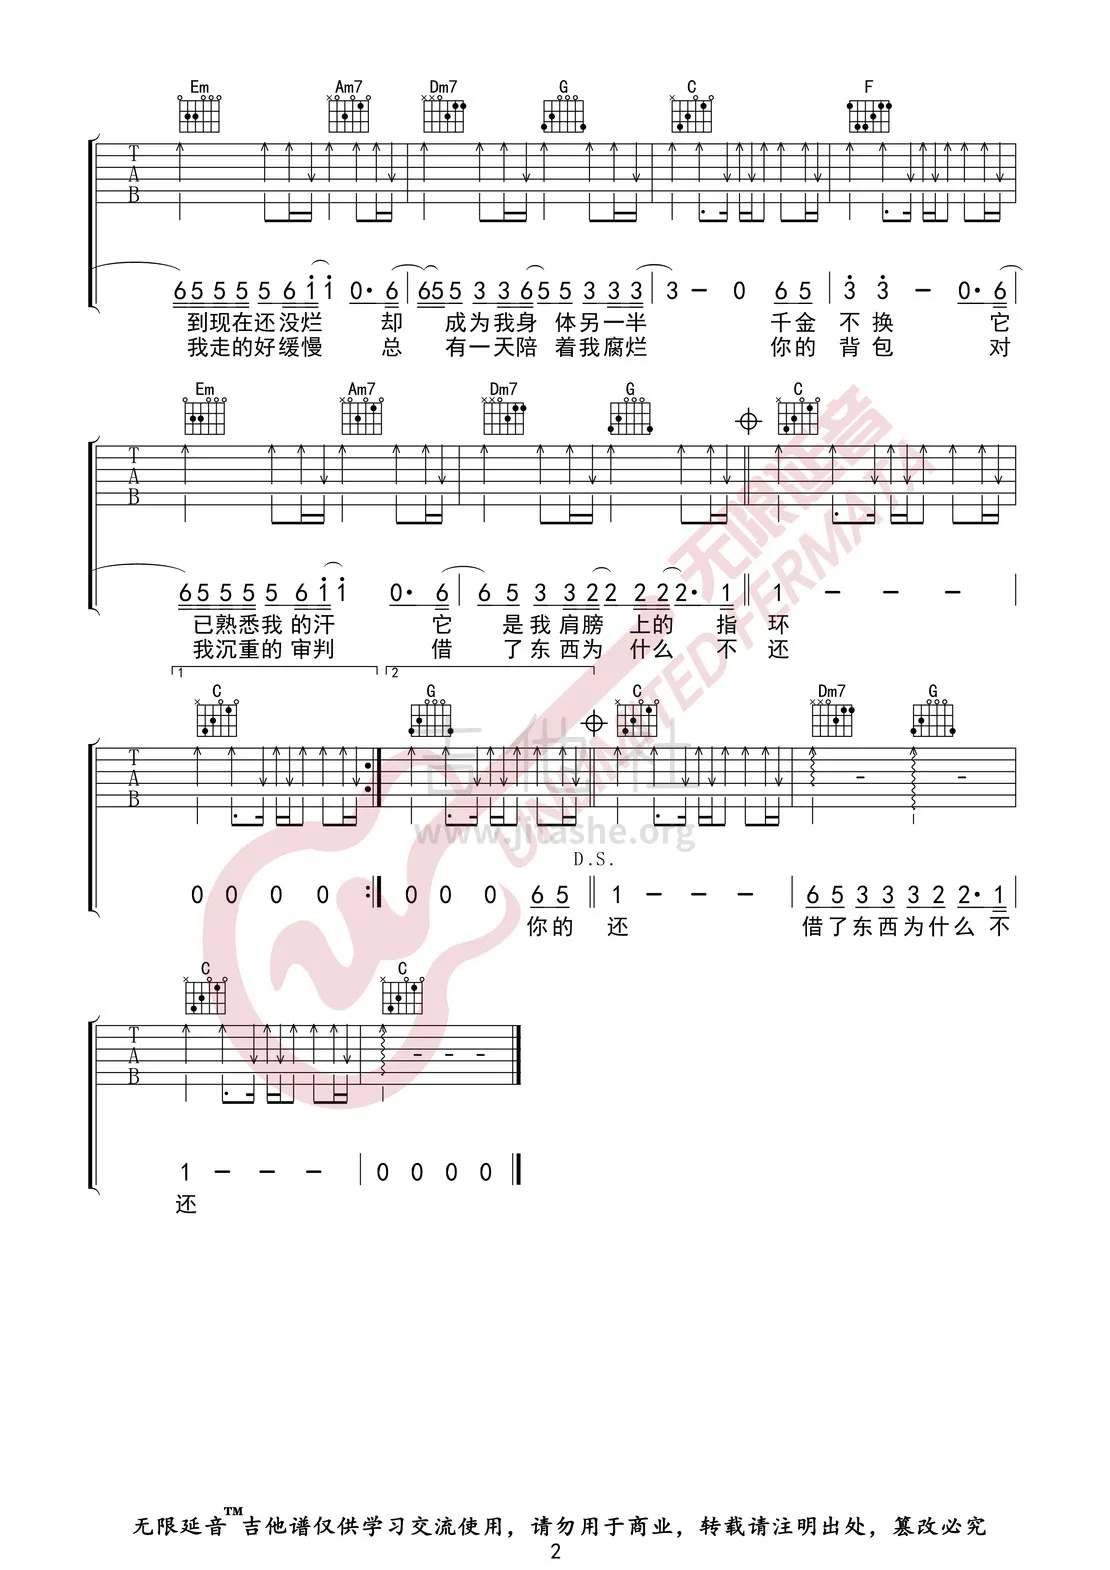 Em Am7 Dm7 G C F
T
A
B
6 5 5 5 5 6 i i 0· 6 | 6 5 5 3 3 6 5 5 3 3 3 | 3 - 0 6 5 | 3 3 - 0· 6 |
到现在还没烂 却 成为我身 体另一半 千金 不 换 它
我走的好缓慢 总 有一天陪 着我腐烂 你的 背 包 对
Em Am7 Dm7 G C
T
A
B
6 5 5 5 5 6 i i 0· 6 | 6 5 3 3 2 2 2 2 2· 1 || 1 - - - |
已熟悉我 的汗 它 是我 肩膀 上的 指 环
我沉重的 审判 借 了东 西为 什么 不 还
1 2
C G C Dm7 G
T
A
B
吉他社
www.jitashe.org
D.S.
0 0 0 0 :| 0 0 0 6 5 || 1 - - - | 6 5 3 3 3 2 2· 1 |
你的 还 借了东西为什么 不
C C
T
A
B
1 - - - | 0 0 0 0
还
无限延音
UNLIMITED FERMATA
无限延音™吉他谱仅供学习交流使用，请勿用于商业，转载请注明出处，篡改必究
2